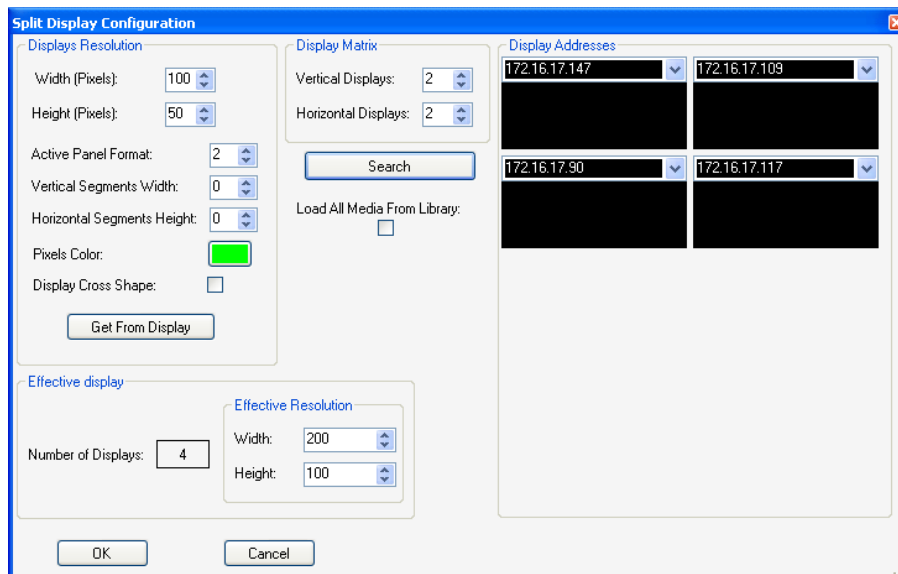 Split Display Configuration
Displays Resolution
Width (Pixels): 100
Height (Pixels): 50
Active Panel Format: 2
Vertical Segments Width: 0
Horizontal Segments Height: 0
Pixels Color:
Display Cross Shape:
Get From Display
Display Matrix
Vertical Displays: 2
Horizontal Displays: 2
Search
Load All Media From Library:
Display Addresses
172.16.17.147 172.16.17.109
172.16.17.90 172.16.17.117
Effective display
Number of Displays: 4
Effective Resolution
Width: 200
Height: 100
OK Cancel